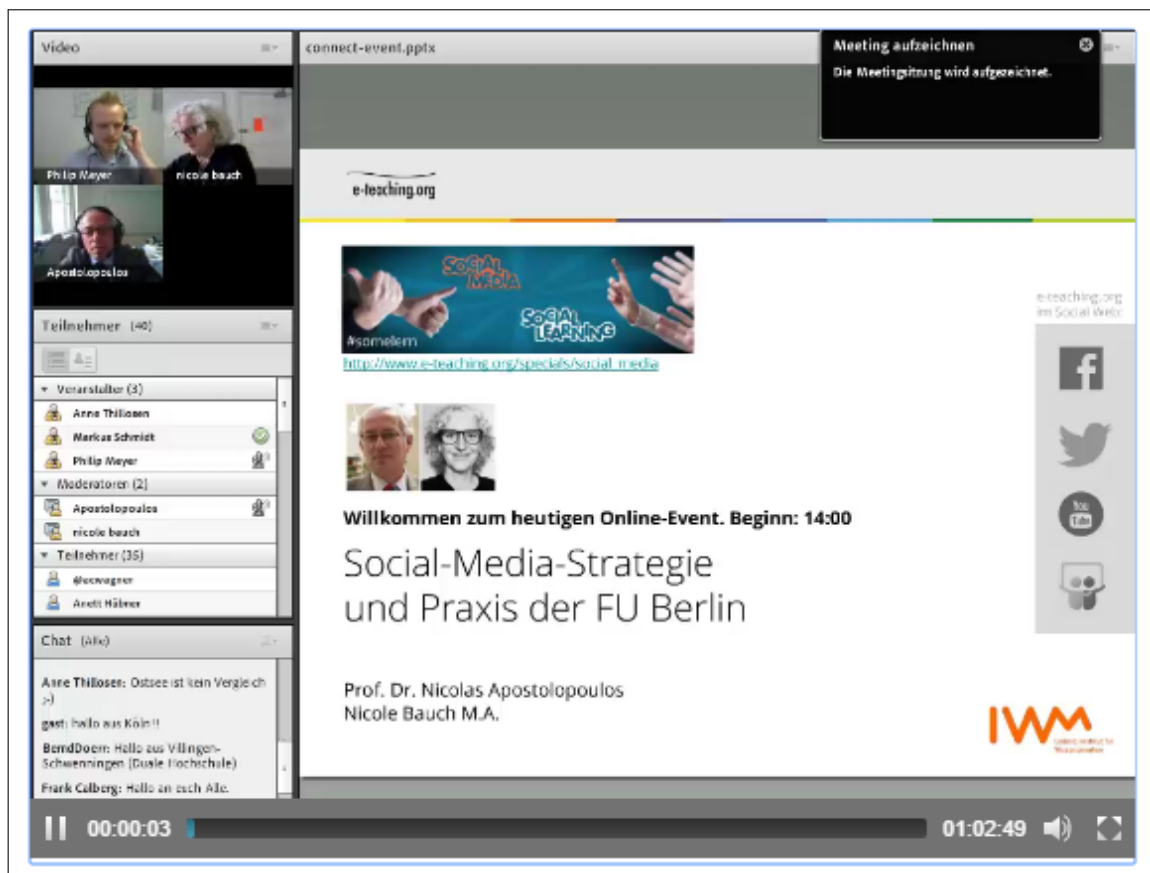 Video
Philip Meyer
nicole bauch
Apostolopoulos
Teilnehmer (40)
Veranstalter (3)
Anne Thillosen
Markus Schmidt
Philip Meyer
Moderatoren (2)
Apostolopoulos
nicole bauch
Teilnehmer (35)
@ecwagner
Anett Hübner
Chat (Alle)
Anne Thillosen: Ostsee ist kein Vergleich
;-)
gast: hallo aus Köln!!
BerndDoern: Hallo aus Villingen-
Schwenningen (Duale Hochschule)
Frank Calberg: Hallo an euch Alle.
connect-event.pptx
Meeting aufzeichnen
Die Meetingsitzung wird aufgezeichnet.
e-teaching.org
SOCIAL
MEDIA
SOCIAL
LEARNING
#somelern
http://www.e-teaching.org/specials/social_media
e-teaching.org
im Social Web:
You
Tube
Willkommen zum heutigen Online-Event. Beginn: 14:00
Social-Media-Strategie
und Praxis der FU Berlin
Prof. Dr. Nicolas Apostolopoulos
Nicole Bauch M.A.
IWM
00:00:03
01:02:49